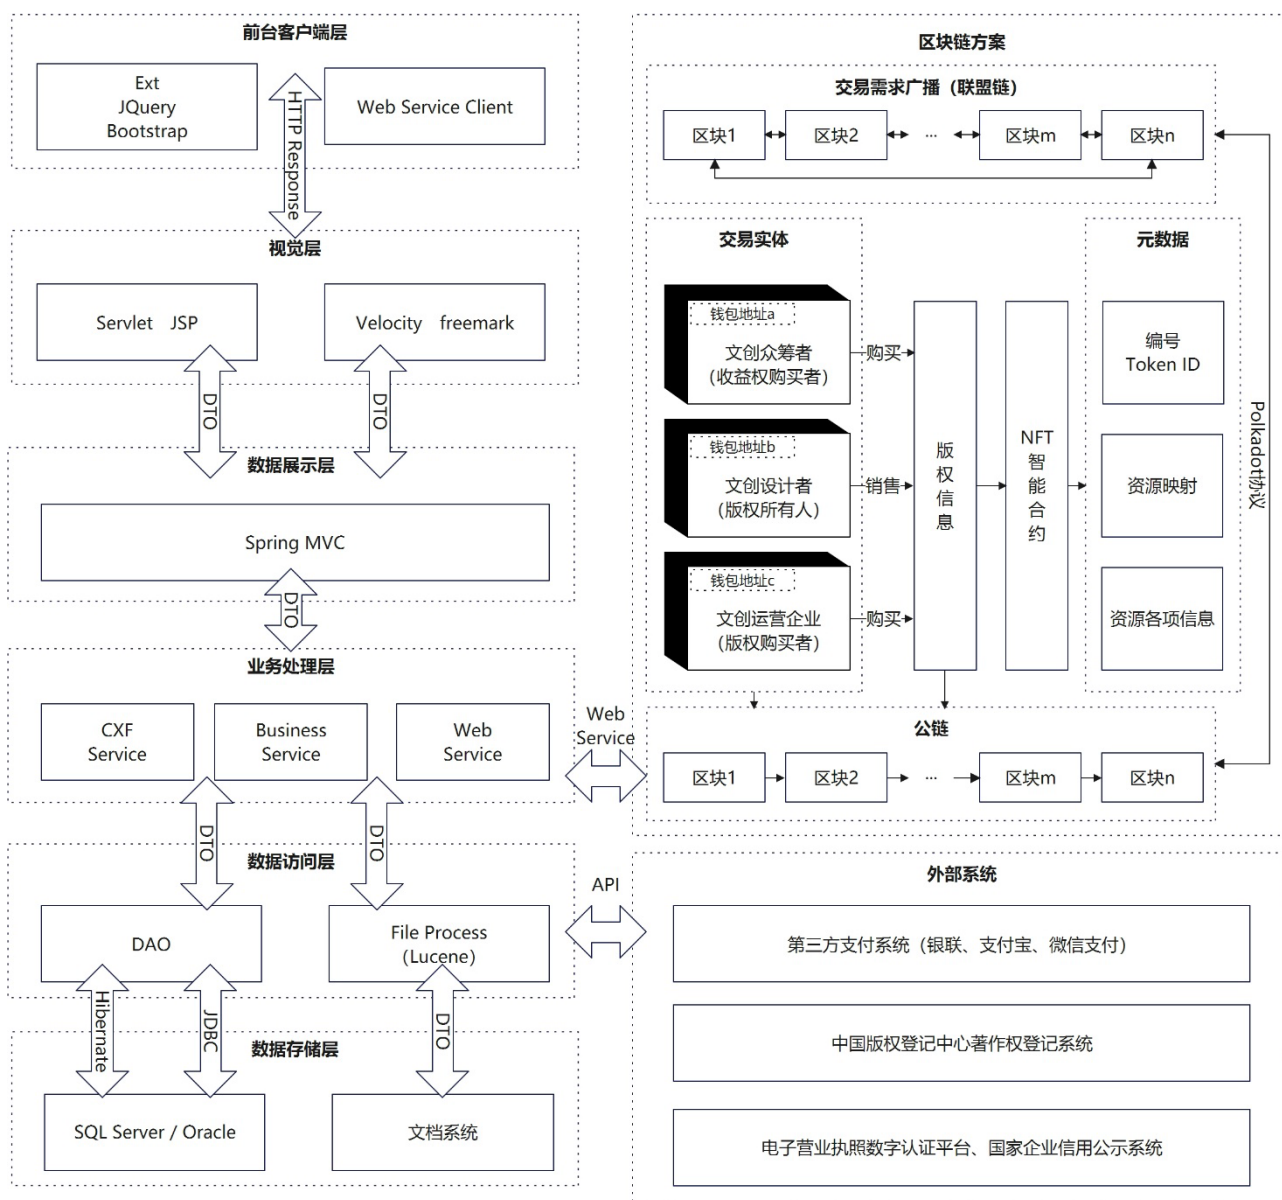 前台客户端层
Ext
JQuery
Bootstrap
HTTP Response
Web Service Client
视觉层
Servlet JSP
Velocity freemark
DTO
DTO
数据展示层
Spring MVC
DTO
业务处理层
CXF
Service
Business
Service
Web
Service
DTO
DTO
数据访问层
DAO
File Process
(Lucene)
Hibernate
JDBC
DTO
数据存储层
SQL Server / Oracle
文档系统
Web
Service
API
区块链方案
交易需求广播（联盟链）
区块1
区块2
...
区块m
区块n
交易实体
钱包地址a
文创众筹者
（收益权购买者）
购买
钱包地址b
文创设计者
（版权所有人）
销售
钱包地址c
文创运营企业
（版权购买者）
购买
版权信息
NFT
智能合约
元数据
编号
Token ID
资源映射
资源各项信息
Polkadot协议
公链
区块1
区块2
...
区块m
区块n
外部系统
第三方支付系统（银联、支付宝、微信支付）
中国版权登记中心著作权登记系统
电子营业执照数字认证平台、国家企业信用公示系统